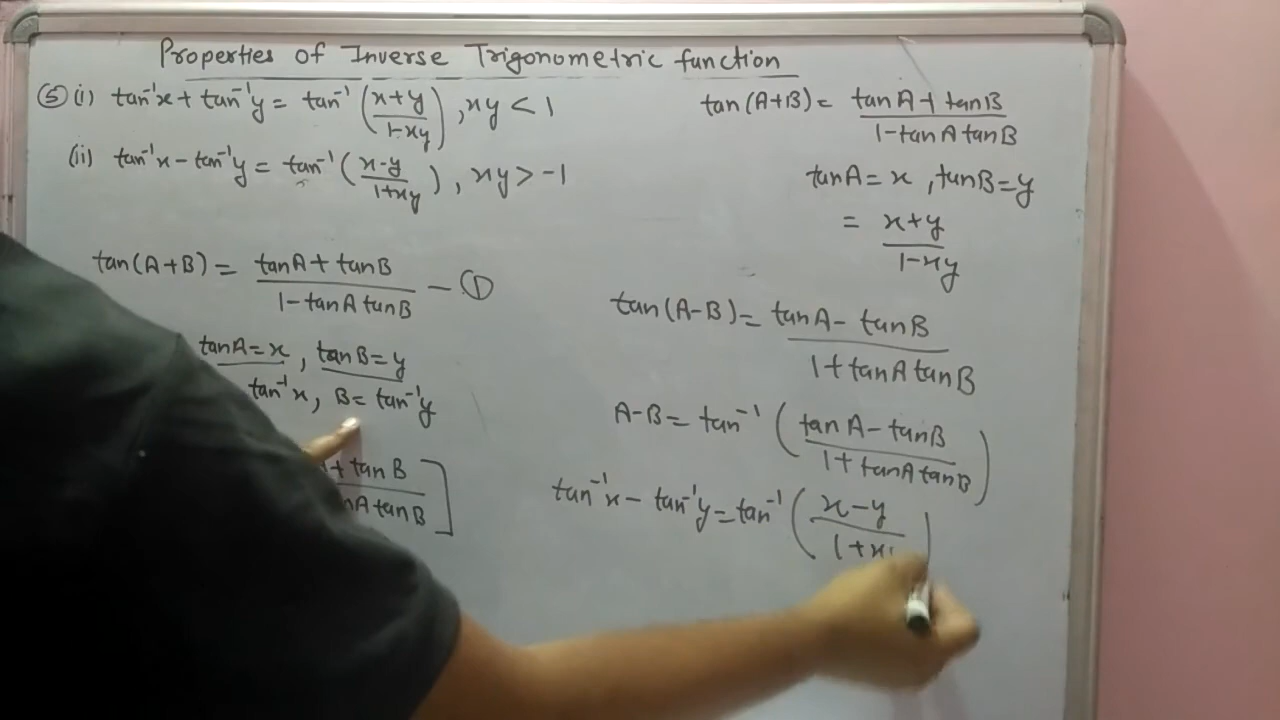 Properties of Inverse Trigonometric function
⑤ (i) tan⁻¹x + tan⁻¹y = tan⁻¹ (x+y / 1-xy), xy < 1
(ii) tan⁻¹x - tan⁻¹y = tan⁻¹ (x-y / 1+xy), xy > -1
tan(A+B) = tanA + tanB / 1 - tanA tanB - ①
tanA = x, tanB = y
tan⁻¹x, B = tan⁻¹y
+ tanB
A tanB ]
tan(A+B) = tanA + tanB / 1 - tanA tanB
tanA = x, tanB = y
= x+y / 1-xy
tan(A-B) = tanA - tanB / 1 + tanA tanB
A-B = tan⁻¹ (tanA - tanB / 1 + tanA tanB)
tan⁻¹x - tan⁻¹y = tan⁻¹ (x-y / 1+x)